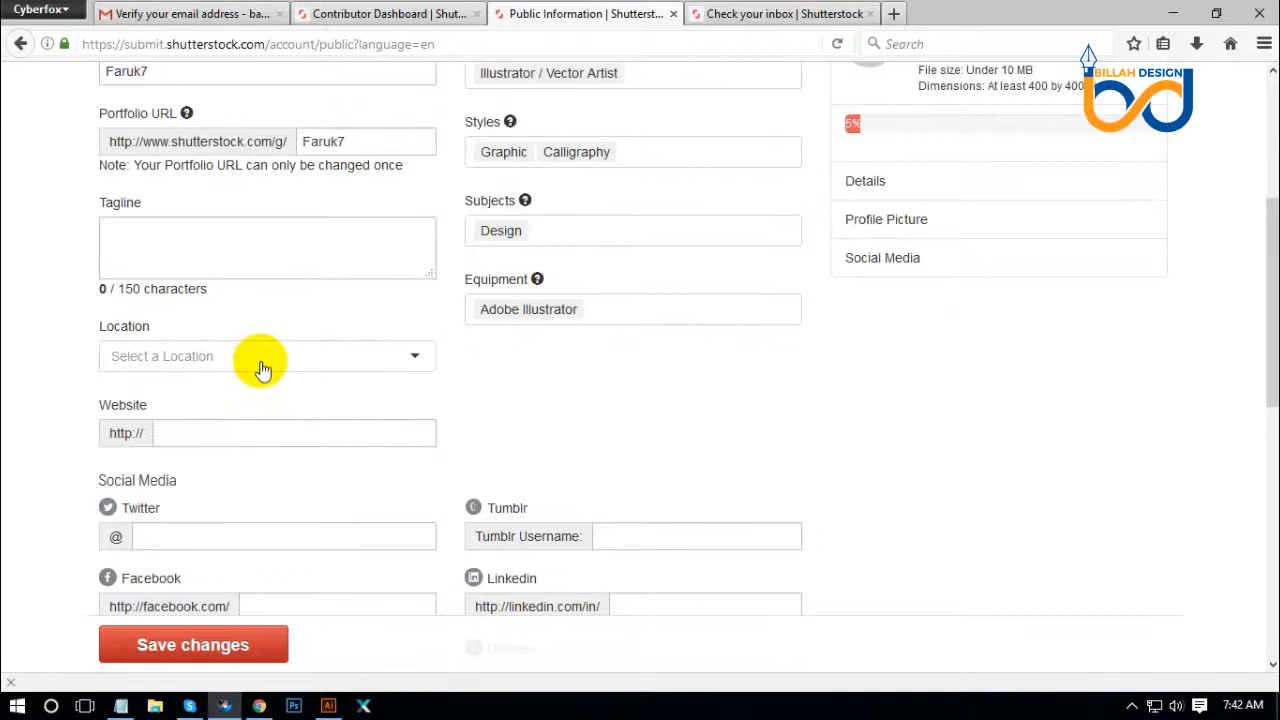 Cyberfox
Verify your email address - ba...
Contributor Dashboard | Shut...
Public Information | Shutterst...
Check your inbox | Shutterstock
https://submit.shutterstock.com/account/public?language=en
Search
BILLAH DESIGN
Faruk7
Illustrator / Vector Artist
File size: Under 10 MB
Dimensions: At least 400 by 400
Portfolio URL
http://www.shutterstock.com/g/ Faruk7
Note: Your Portfolio URL can only be changed once
Styles
Graphic Calligraphy
5%
Details
Profile Picture
Social Media
Tagline
0 / 150 characters
Subjects
Design
Equipment
Adobe Illustrator
Location
Select a Location
Website
http://
Social Media
Twitter
@
Tumblr
Tumblr Username:
Facebook
http://facebook.com/
Linkedin
http://linkedin.com/in/
Save changes
7:42 AM